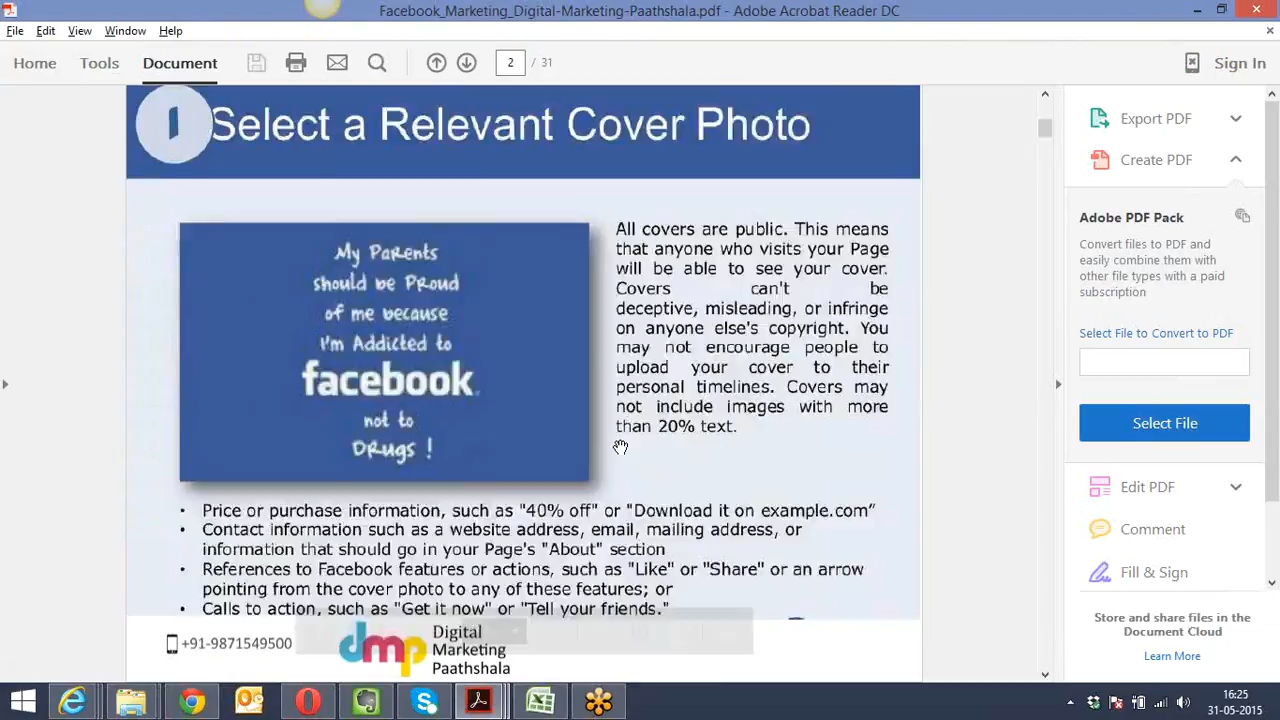 Facebook_Marketing_Digital-Marketing-Paathshala.pdf - Adobe Acrobat Reader DC
File Edit View Window Help
Home Tools Document 2 / 31 Sign In
1 Select a Relevant Cover Photo
My Parents
should be Proud
of me because
I'm Addicted to
facebook
not to
Drugs !
All covers are public. This means
that anyone who visits your Page
will be able to see your cover.
Covers can't be
deceptive, misleading, or infringe
on anyone else's copyright. You
may not encourage people to
upload your cover to their
personal timelines. Covers may
not include images with more
than 20% text.
• Price or purchase information, such as "40% off" or "Download it on example.com”
• Contact information such as a website address, email, mailing address, or
information that should go in your Page's "About" section
• References to Facebook features or actions, such as "Like" or "Share" or an arrow
pointing from the cover photo to any of these features; or
• Calls to action, such as "Get it now" or "Tell your friends."
+91-9871549500
dmp
Digital
Marketing
Paathshala
Export PDF
Create PDF
Adobe PDF Pack
Convert files to PDF and
easily combine them with
other file types with a paid
subscription
Select File to Convert to PDF
Select File
Edit PDF
Comment
Fill & Sign
Store and share files in the
Document Cloud
Learn More
16:25
31-05-2015